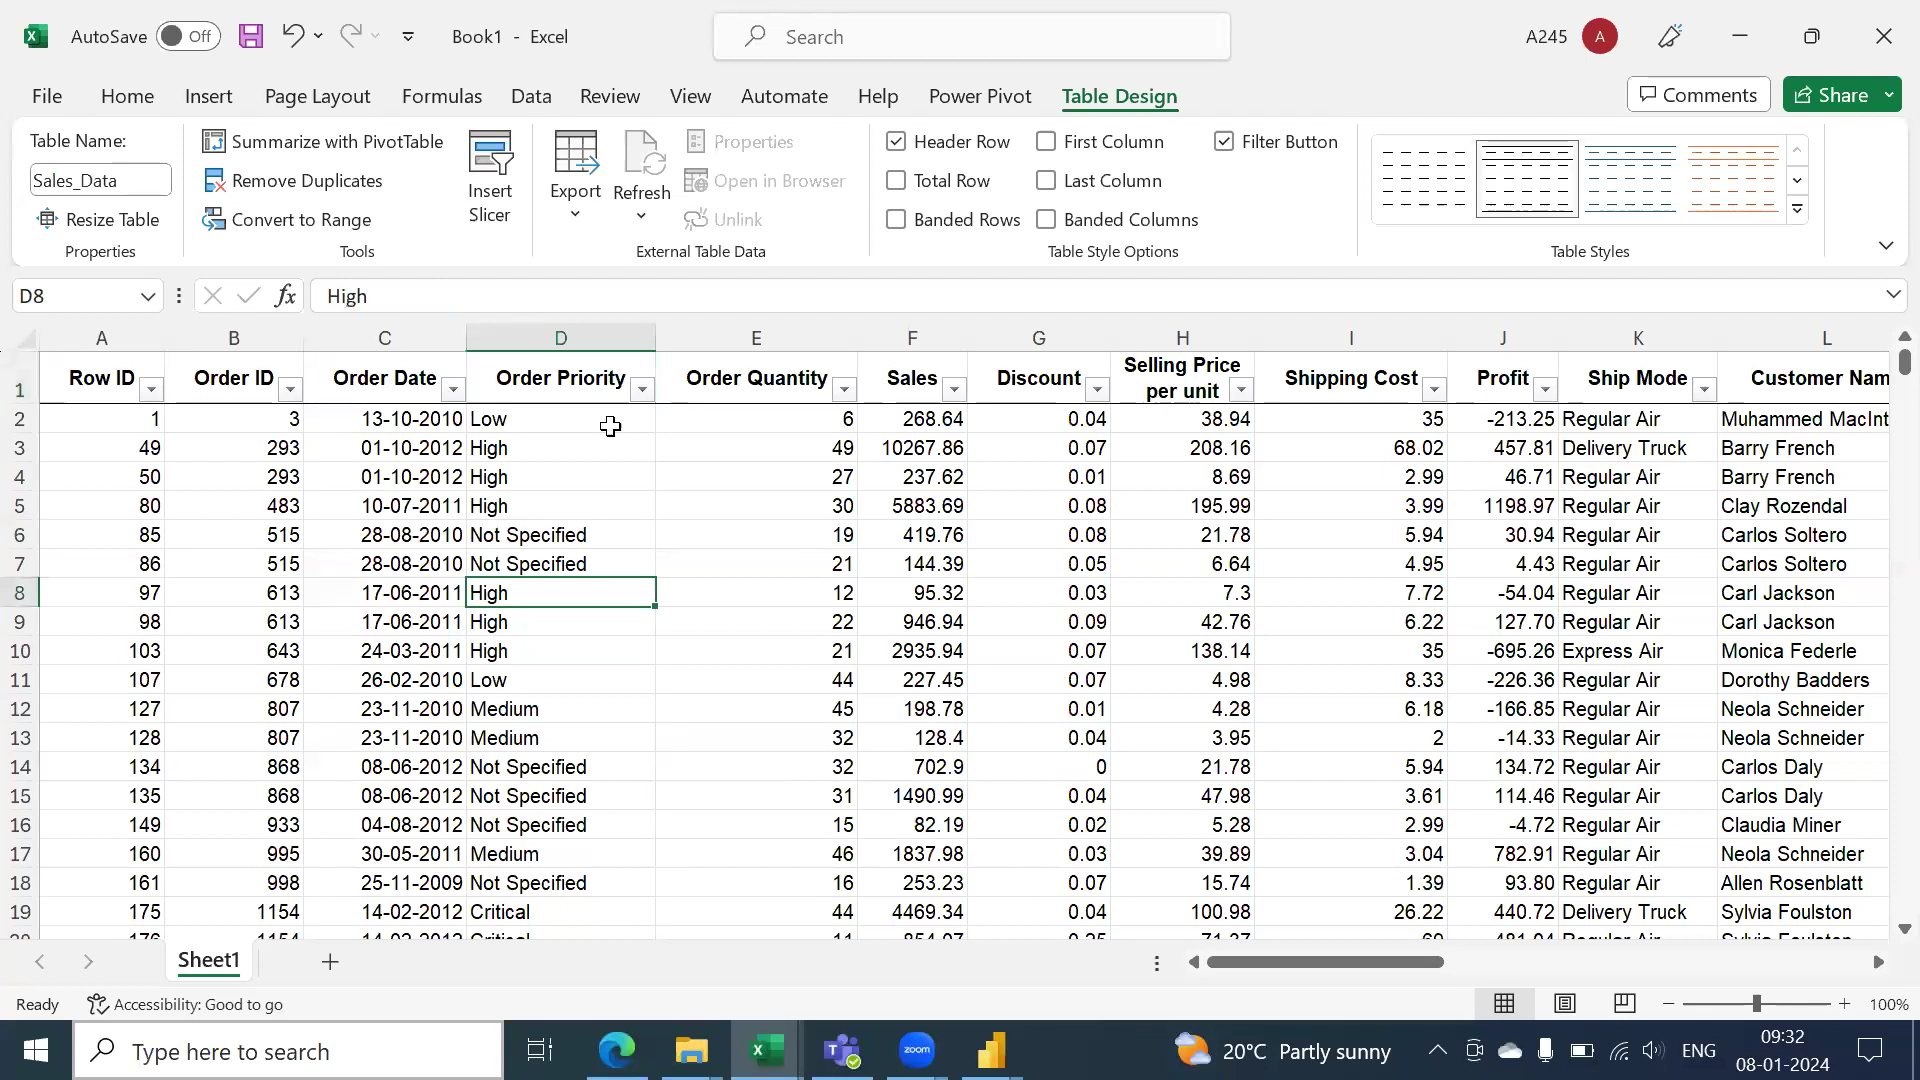 AutoSave Off Book1 - Excel Search A245 A
File Home Insert Page Layout Formulas Data Review View Automate Help Power Pivot Table Design Comments Share
Table Name:
Sales_Data
Resize Table
Properties
Summarize with PivotTable
Remove Duplicates
Convert to Range
Tools
Insert
Slicer
Export
Refresh
Properties
Open in Browser
Unlink
External Table Data
Header Row First Column Filter Button
Total Row Last Column
Banded Rows Banded Columns
Table Style Options
Table Styles
D8 fx High
A B C D E F G H I J K L
1 Row ID Order ID Order Date Order Priority Order Quantity Sales Discount Selling Price per unit Shipping Cost Profit Ship Mode Customer Nam
2 1 3 13-10-2010 Low 6 268.64 0.04 38.94 35 -213.25 Regular Air Muhammed MacInt
3 49 293 01-10-2012 High 49 10267.86 0.07 208.16 68.02 457.81 Delivery Truck Barry French
4 50 293 01-10-2012 High 27 237.62 0.01 8.69 2.99 46.71 Regular Air Barry French
5 80 483 10-07-2011 High 30 5883.69 0.08 195.99 3.99 1198.97 Regular Air Clay Rozendal
6 85 515 28-08-2010 Not Specified 19 419.76 0.08 21.78 5.94 30.94 Regular Air Carlos Soltero
7 86 515 28-08-2010 Not Specified 21 144.39 0.05 6.64 4.95 4.43 Regular Air Carlos Soltero
8 97 613 17-06-2011 High 12 95.32 0.03 7.3 7.72 -54.04 Regular Air Carl Jackson
9 98 613 17-06-2011 High 22 946.94 0.09 42.76 6.22 127.70 Regular Air Carl Jackson
10 103 643 24-03-2011 High 21 2935.94 0.07 138.14 35 -695.26 Express Air Monica Federle
11 107 678 26-02-2010 Low 44 227.45 0.07 4.98 8.33 -226.36 Regular Air Dorothy Badders
12 127 807 23-11-2010 Medium 45 198.78 0.01 4.28 6.18 -166.85 Regular Air Neola Schneider
13 128 807 23-11-2010 Medium 32 128.4 0.04 3.95 2 -14.33 Regular Air Neola Schneider
14 134 868 08-06-2012 Not Specified 32 702.9 0 21.78 5.94 134.72 Regular Air Carlos Daly
15 135 868 08-06-2012 Not Specified 31 1490.99 0.04 47.98 3.61 114.46 Regular Air Carlos Daly
16 149 933 04-08-2012 Not Specified 15 82.19 0.02 5.28 2.99 -4.72 Regular Air Claudia Miner
17 160 995 30-05-2011 Medium 46 1837.98 0.03 39.89 3.04 782.91 Regular Air Neola Schneider
18 161 998 25-11-2009 Not Specified 16 253.23 0.07 15.74 1.39 93.80 Regular Air Allen Rosenblatt
19 175 1154 14-02-2012 Critical 44 4469.34 0.04 100.98 26.22 440.72 Delivery Truck Sylvia Foulston
Sheet1
Ready Accessibility: Good to go 100%
Type here to search zoom 20°C Partly sunny ENG 09:32
08-01-2024